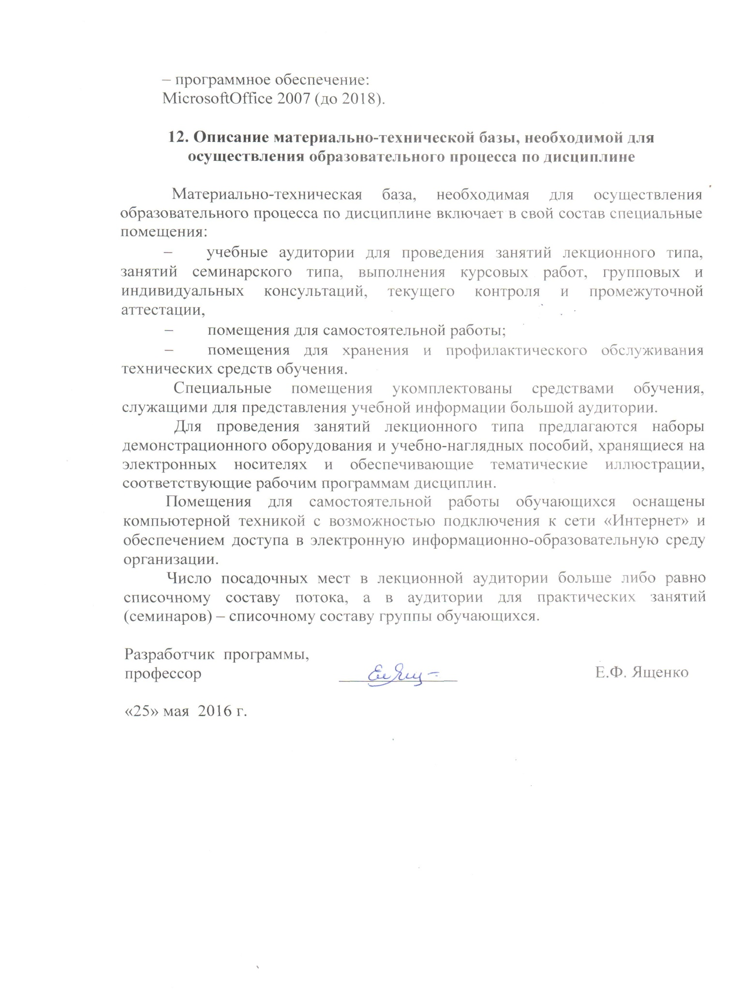 – программное обеспечение:
MicrosoftOffice 2007 (до 2018).
12. Описание материально-технической базы, необходимой для
осуществления образовательного процесса по дисциплине
Материально-техническая база, необходимая для осуществления
образовательного процесса по дисциплине включает в свой состав специальные
помещения:
– учебные аудитории для проведения занятий лекционного типа,
занятий семинарского типа, выполнения курсовых работ, групповых и
индивидуальных консультаций, текущего контроля и промежуточной
аттестации,
– помещения для самостоятельной работы;
– помещения для хранения и профилактического обслуживания
технических средств обучения.
Специальные помещения укомплектованы средствами обучения,
служащими для представления учебной информации большой аудитории.
Для проведения занятий лекционного типа предлагаются наборы
демонстрационного оборудования и учебно-наглядных пособий, хранящиеся на
электронных носителях и обеспечивающие тематические иллюстрации,
соответствующие рабочим программам дисциплин.
Помещения для самостоятельной работы обучающихся оснащены
компьютерной техникой с возможностью подключения к сети «Интернет» и
обеспечением доступа в электронную информационно-образовательную среду
организации.
Число посадочных мест в лекционной аудитории больше либо равно
списочному составу потока, а в аудитории для практических занятий
(семинаров) – списочному составу группы обучающихся.
Разработчик программы,
профессор Е.Ф. Ященко
«25» мая 2016 г.